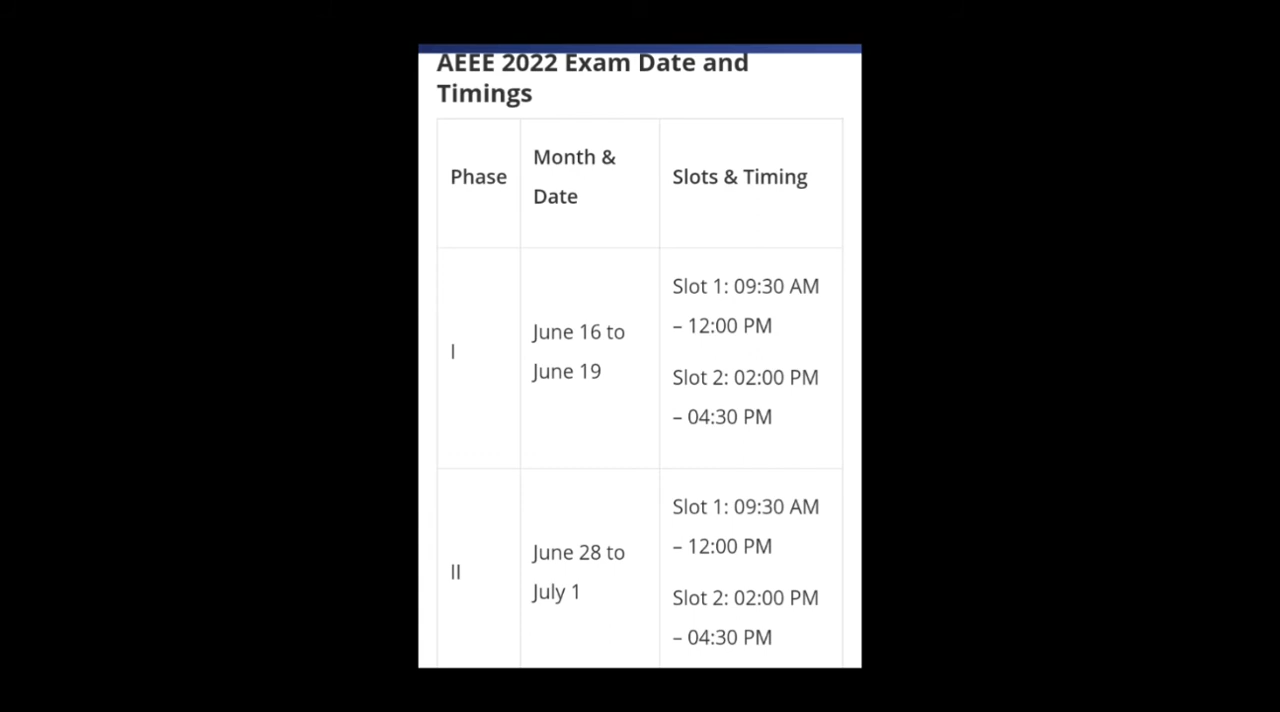 AEEE 2022 Exam Date and
Timings
Phase
Month &
Date
Slots & Timing
I
June 16 to
June 19
Slot 1: 09:30 AM
– 12:00 PM
Slot 2: 02:00 PM
– 04:30 PM
II
June 28 to
July 1
Slot 1: 09:30 AM
– 12:00 PM
Slot 2: 02:00 PM
– 04:30 PM